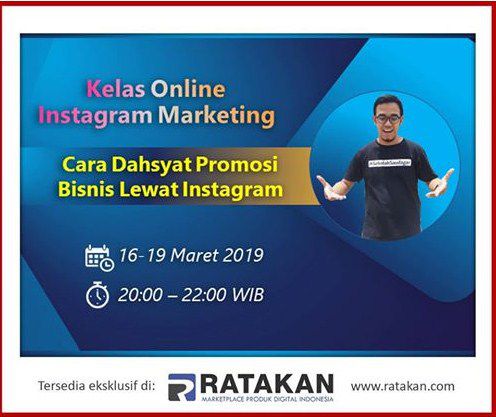 Kelas Online
Instagram Marketing
Cara Dahsyat Promosi
Bisnis Lewat Instagram
#SekolahSaudagar
16-19 Maret 2019
20:00 – 22:00 WIB
Tersedia eksklusif di:
RATAKAN
MARKETPLACE PRODUK DIGITAL INDONESIA
www.ratakan.com